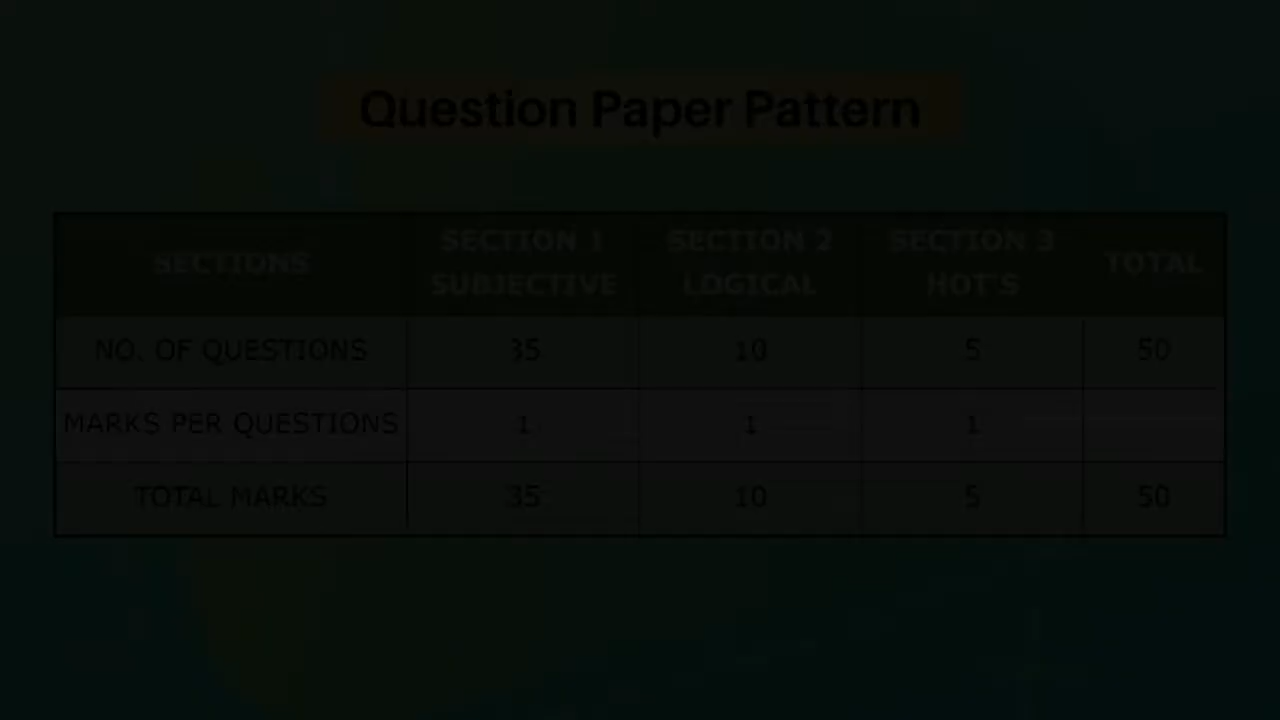 Question Paper Pattern
SECTIONS SECTION 1 SUBJECTIVE SECTION 2 LOGICAL SECTION 3 HOT'S TOTAL
NO. OF QUESTIONS 35 10 5 50
MARKS PER QUESTIONS 1 1 1
TOTAL MARKS 35 10 5 50